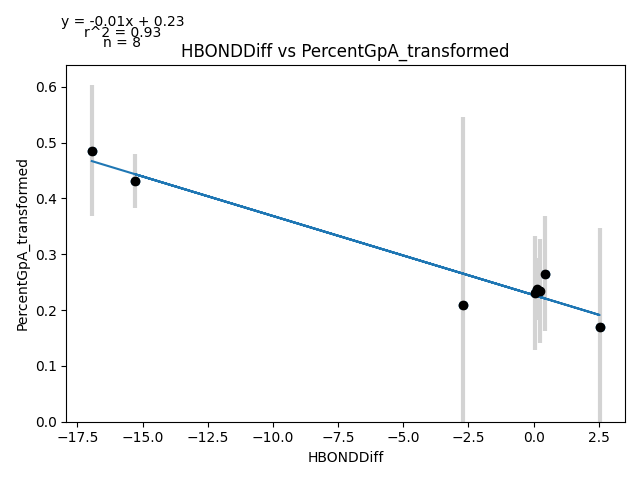 y = -0.01x + 0.23
r^2 = 0.93
n = 8
HBONDDiff vs PercentGpA_transformed
PercentGpA_transformed
0.6
0.5
0.4
0.3
0.2
0.1
0.0
−17.5 −15.0 −12.5 −10.0 −7.5 −5.0 −2.5 0.0 2.5
HBONDDiff